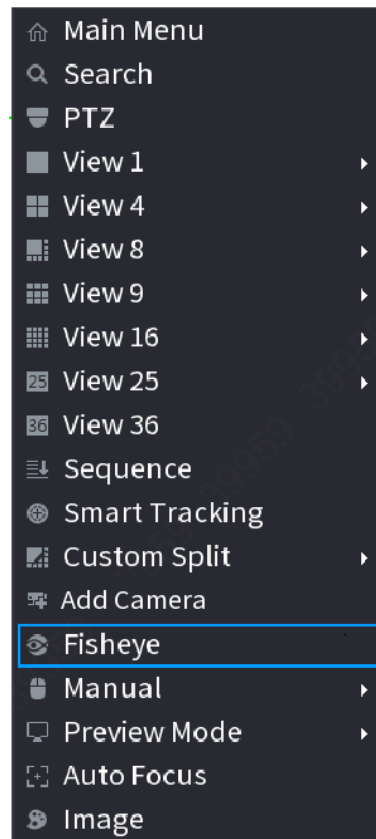 Main Menu
Search
PTZ
View 1
View 4
View 8
View 9
View 16
25 View 25
36 View 36
Sequence
Smart Tracking
Custom Split
Add Camera
Fisheye
Manual
Preview Mode
Auto Focus
Image